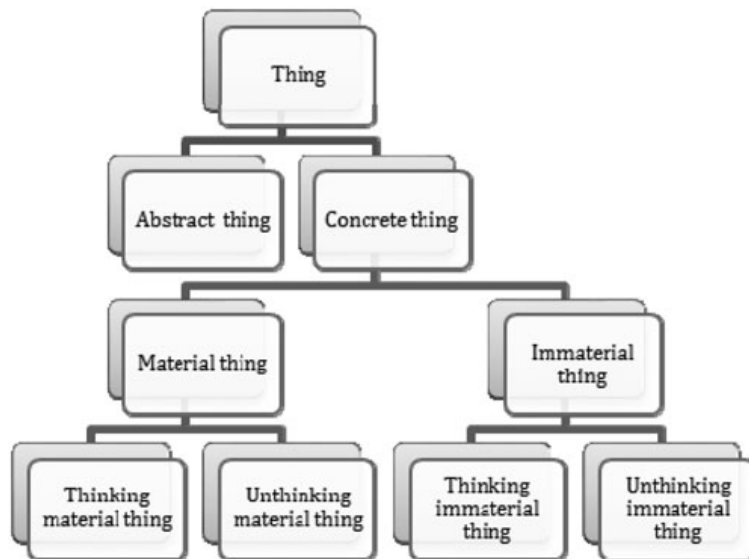 Thing
Abstract thing
Concrete thing
Material thing
Immaterial
thing
Thinking
material thing
Unthinking
material thing
Thinking
immaterial
thing
Unthinking
immaterial
thing